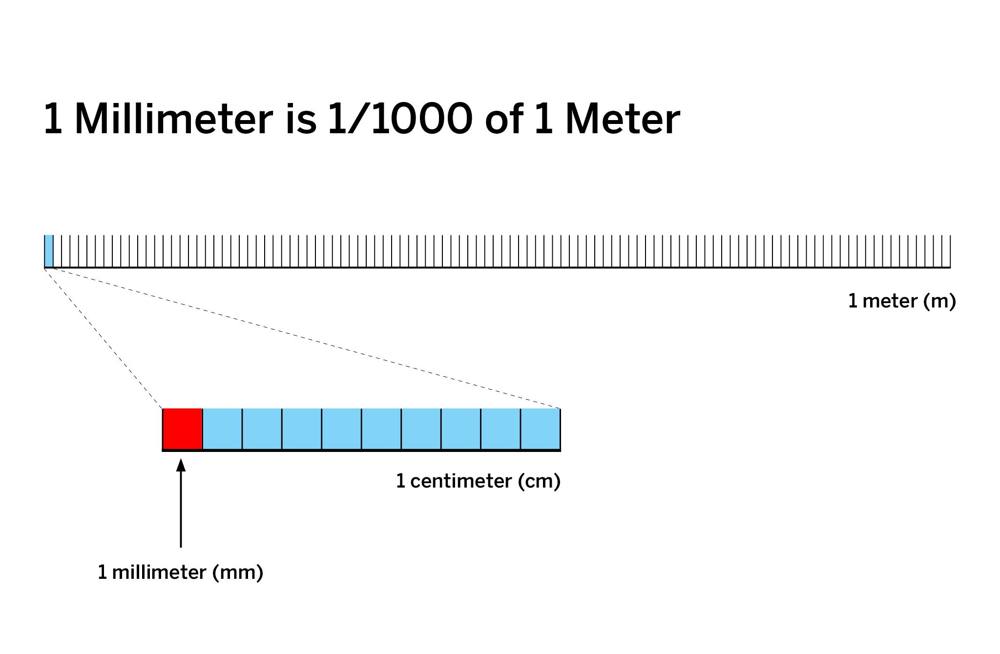 1 Millimeter is 1/1000 of 1 Meter
1 meter (m)
1 centimeter (cm)
1 millimeter (mm)